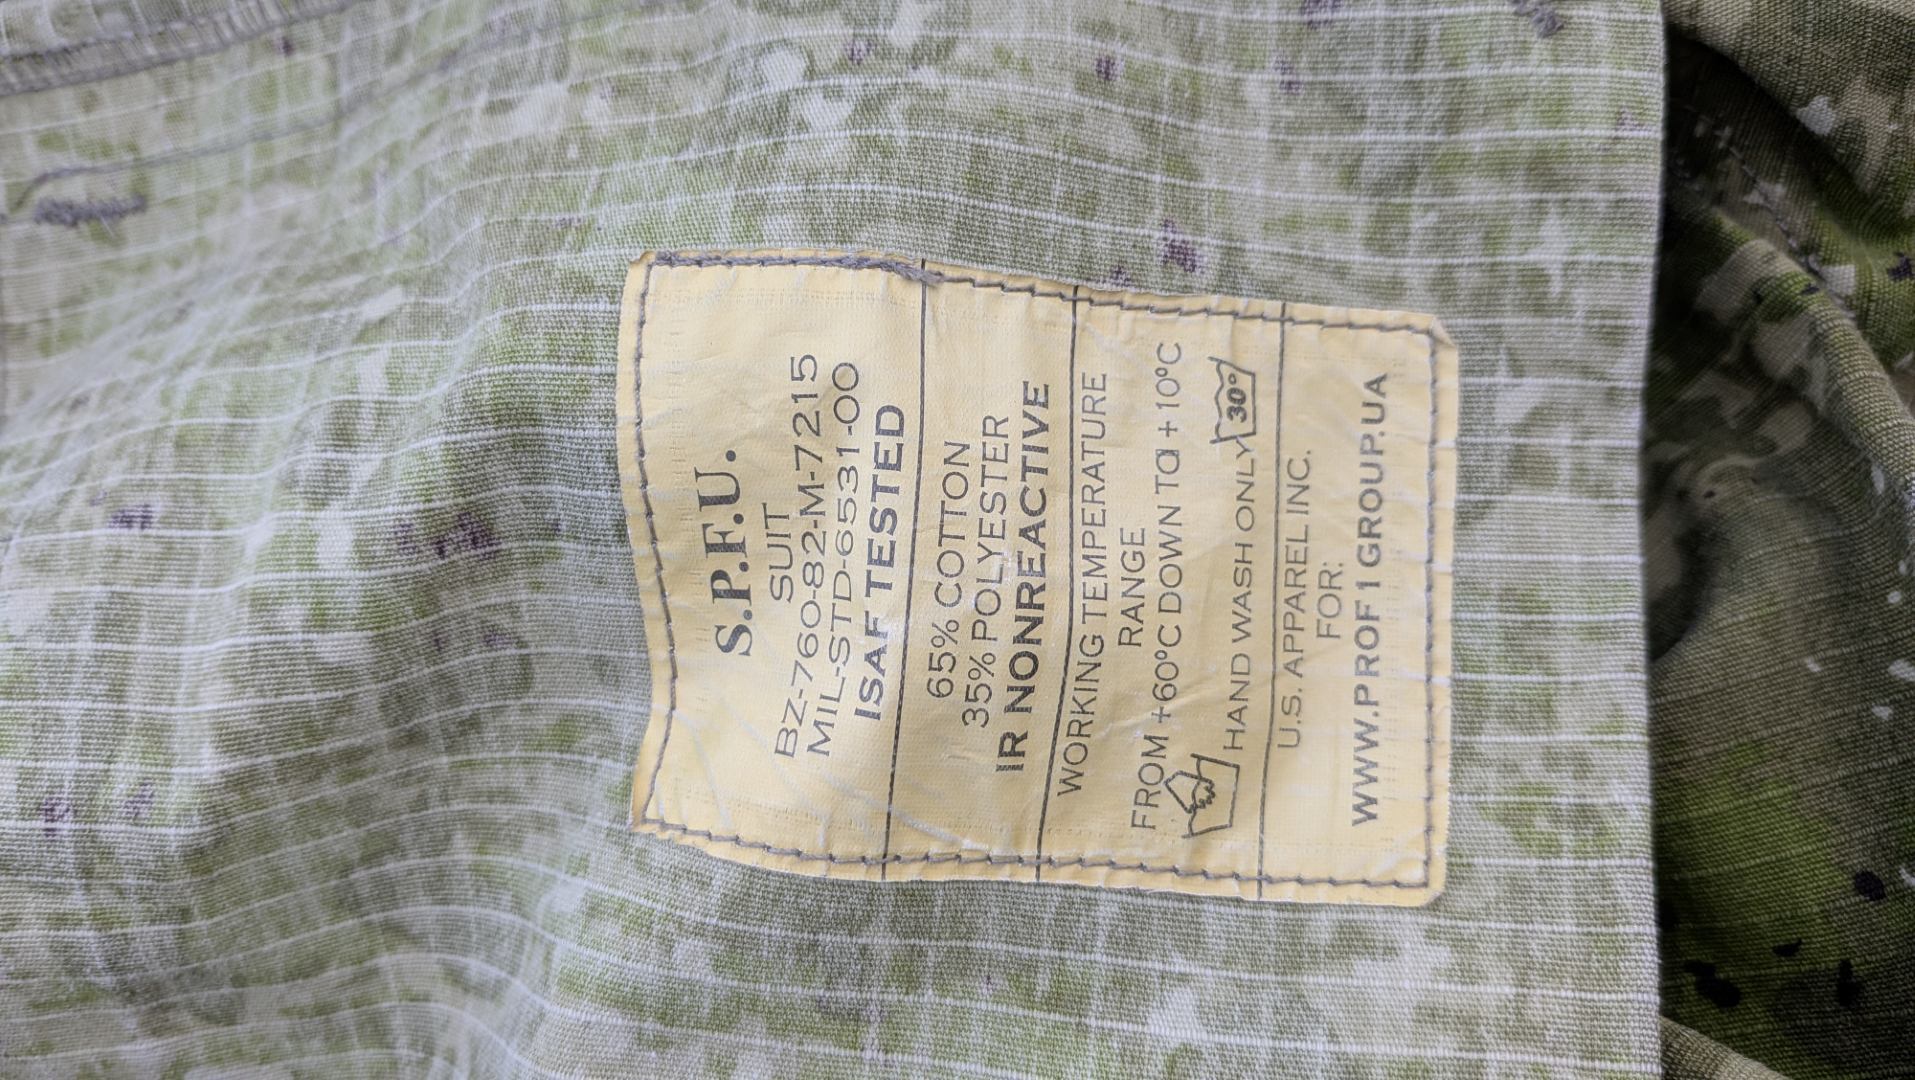 S.P.F.U.
SUIT
BZ-760-82-M-7215
MIL-STD-6531-00
ISAF TESTED
65% COTTON
35% POLYESTER
IR NONREACTIVE
WORKING TEMPERATURE
RANGE
FROM +60°C DOWN Ta +10°C
HAND WASH ONLY 30°
U.S. APPAREL INC.
FOR:
WWW.PROF1GROUP.UA